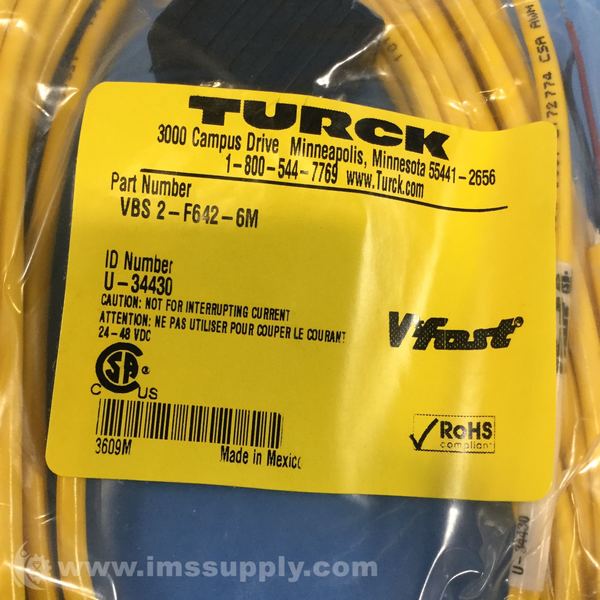 TURCK
3000 Campus Drive Minneapolis, Minnesota 55441-2656
1-800-544-7769 www.Turck.com
Part Number
VBS 2-F642-6M
ID Number
U-34430
CAUTION: NOT FOR INTERRUPTING CURRENT
ATTENTION: NE PAS UTILISER POUR COUPER LE COURANT
24-48 VDC
V-fast®
CSA ®
C US
RoHS
compliant
3609M
Made in Mexico
72774 CSA AWM
U-34430
www.imssupply.com